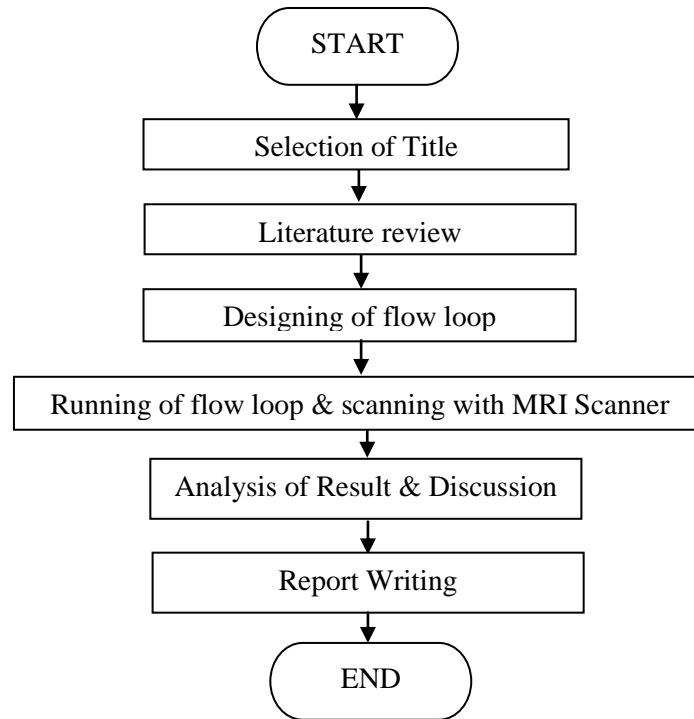 START
Selection of Title
Literature review
Designing of flow loop
Running of flow loop & scanning with MRI Scanner
Analysis of Result & Discussion
Report Writing
END